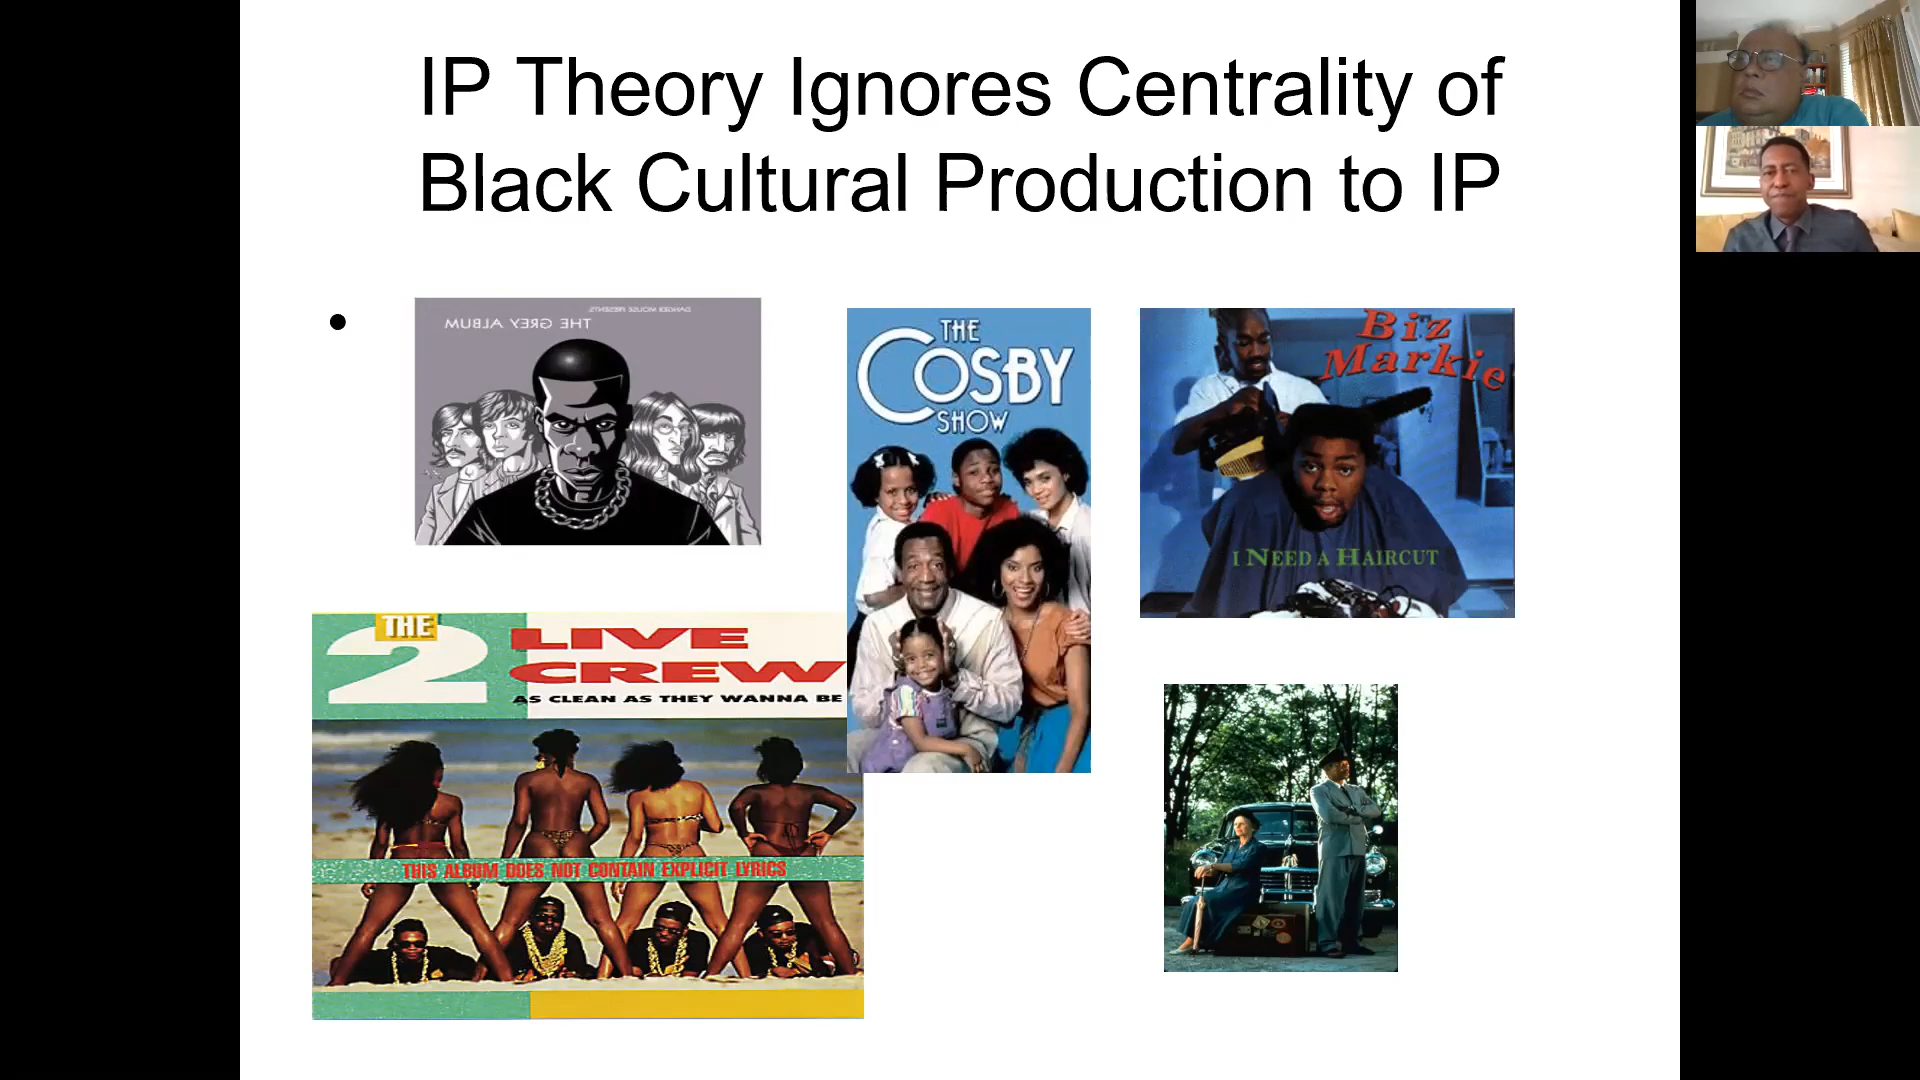 IP Theory Ignores Centrality of
Black Cultural Production to IP
DANGER MOUSE PRESENTS
THE GREY ALBUM
THE
COSBY
SHOW
Biz
Markie
I NEED A HAIRCUT
THE
2 LIVE
CREW
AS CLEAN AS THEY WANNA BE
THIS ALBUM DOES NOT CONTAIN EXPLICIT LYRICS